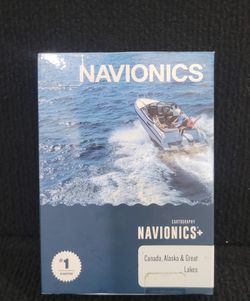 NAVIONICS®
CARTOGRAPHY
NAVIONICS+
Canada, Alaska & Great
Lakes
#1